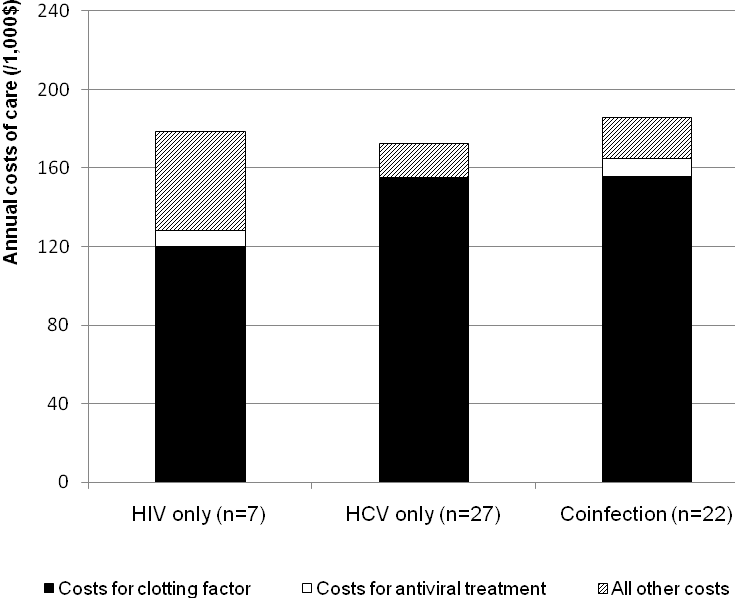 Annual costs of care (/1,000$)
240
200
160
120
80
40
0
HIV only (n=7)
HCV only (n=27)
Coinfection (n=22)
Costs for clotting factor
Costs for antiviral treatment
All other costs